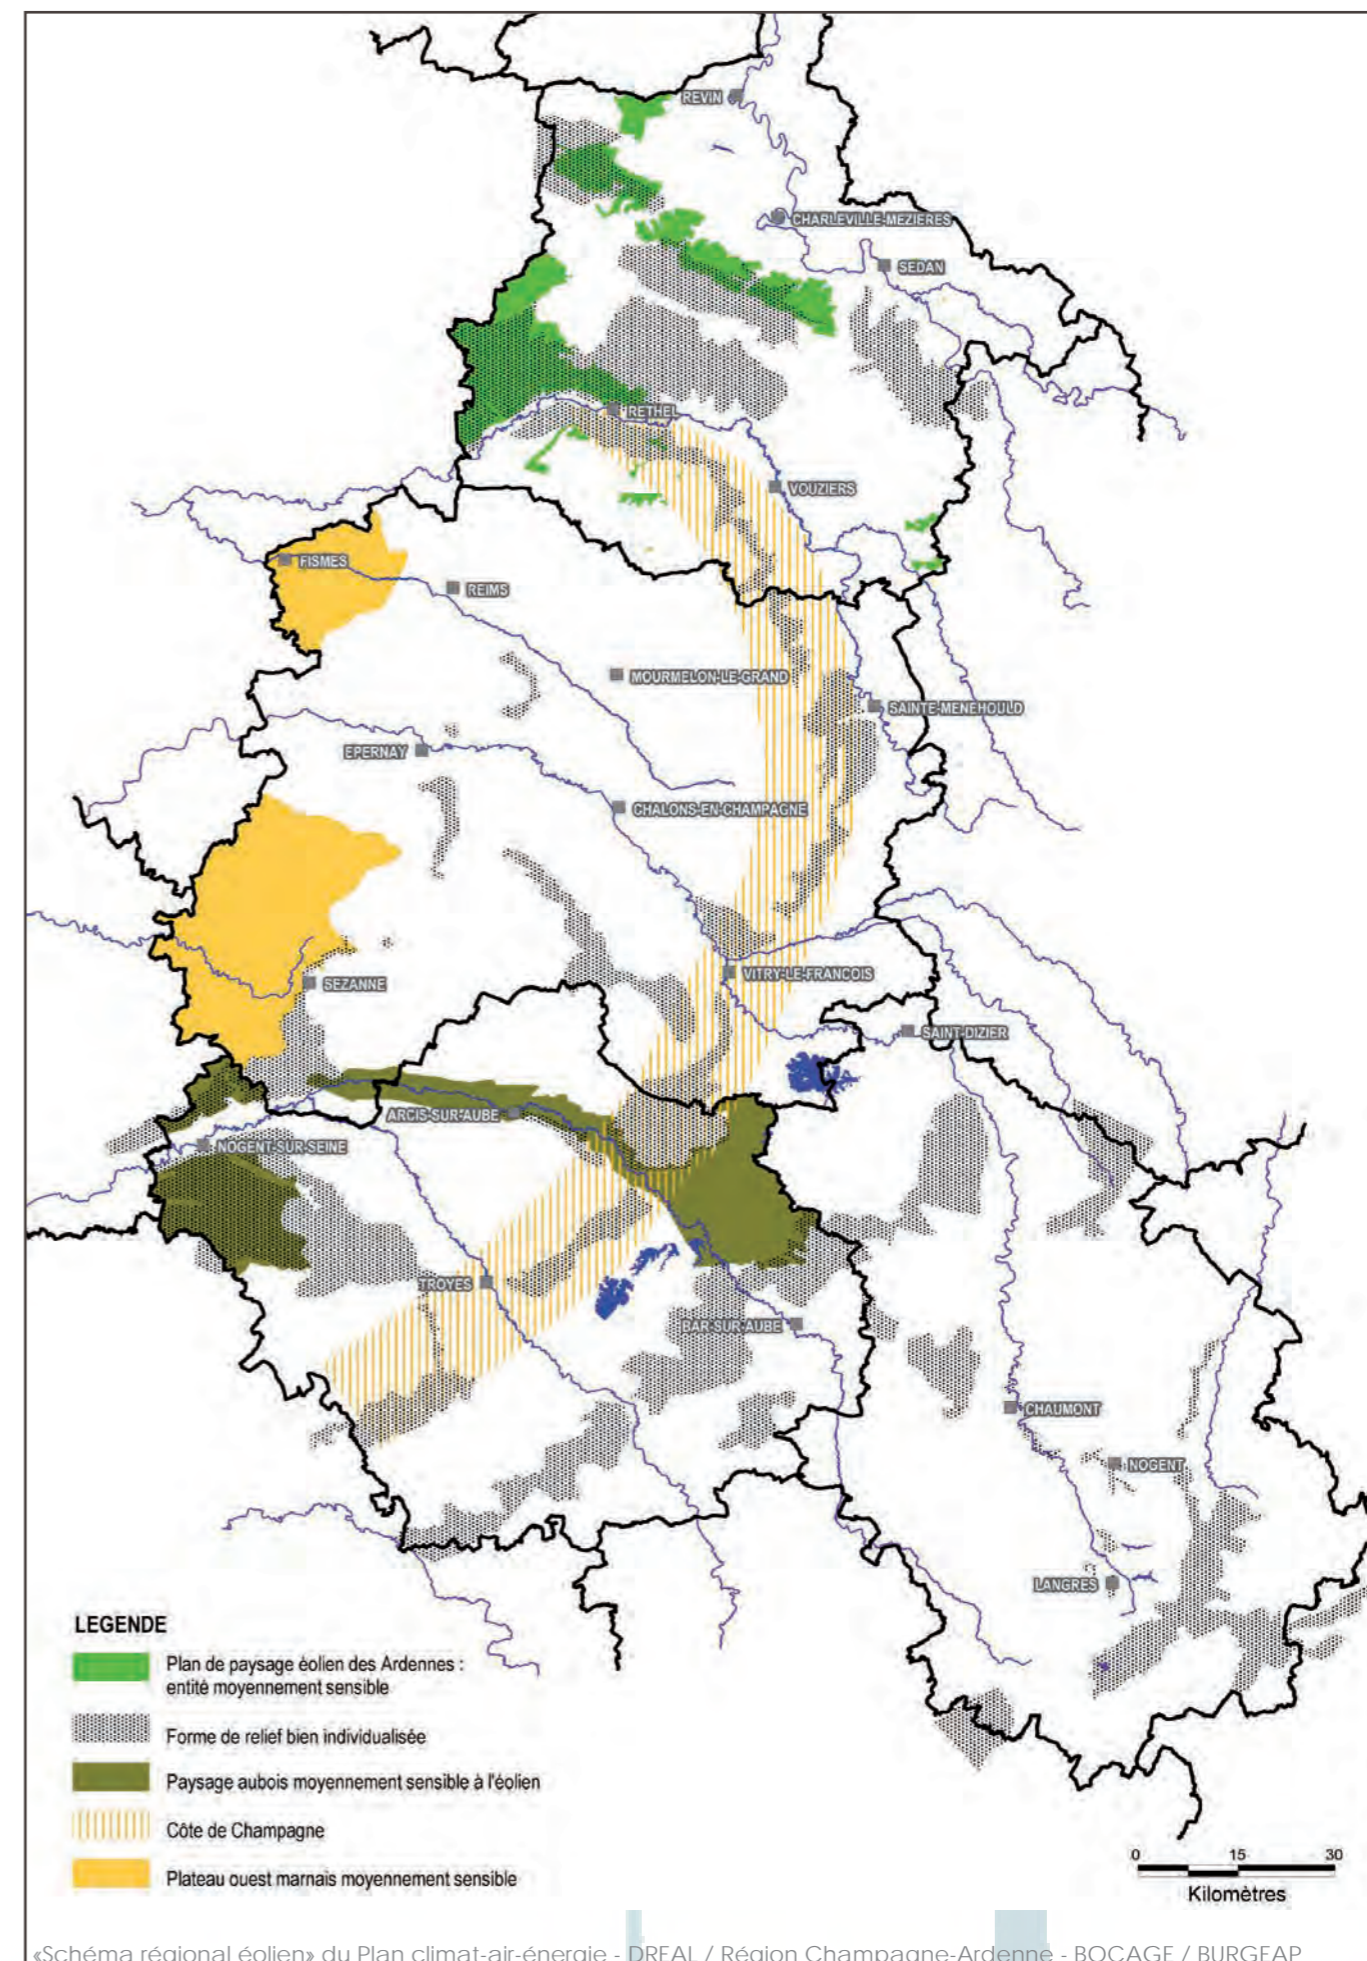 REVIN
CHARLEVILLE-MEZIERES
SEDAN
RETHEL
VOUZIERS
FISMES
REIMS
MOURMELON-LE-GRAND
SAINTE-MENEHOULD
EPERNAY
CHALONS-EN-CHAMPAGNE
VITRY-LE-FRANCOIS
SEZANNE
SAINT-DIZIER
ARCIS-SUR-AUBE
NOGENT-SUR-SEINE
TROYES
BAR-SUR-AUBE
CHAUMONT
NOGENT
LANGRES
LEGENDE
Plan de paysage éolien des Ardennes :
entité moyennement sensible
Forme de relief bien individualisée
Paysage aubois moyennement sensible à l'éolien
Côte de Champagne
Plateau ouest marnais moyennement sensible
0 15 30
Kilomètres
«Schéma régional éolien» du Plan climat-air-énergie - DREAL / Région Champagne-Ardenne - BOCAGE / BURGEAP